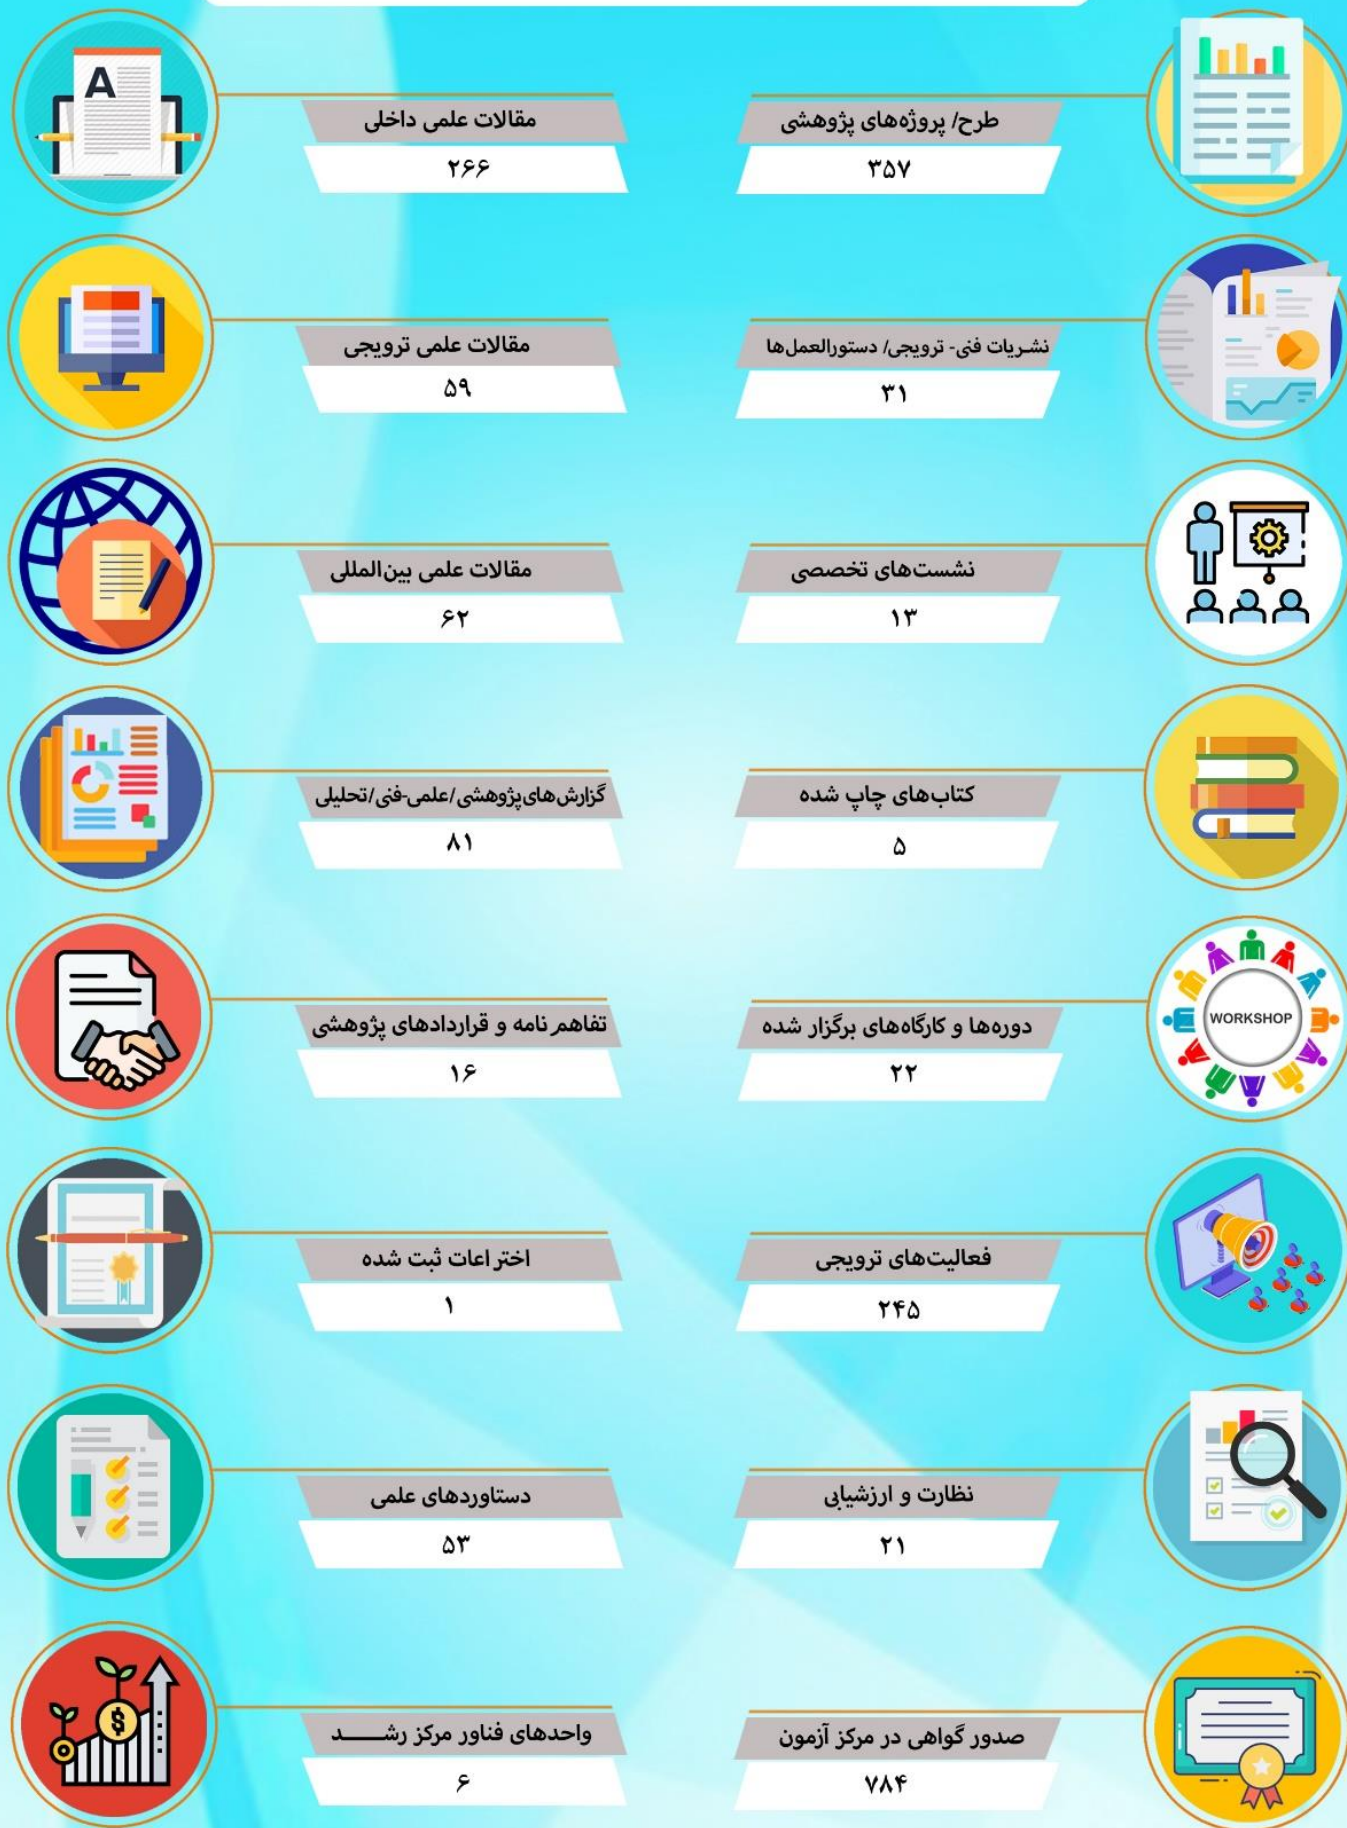 طرح/ پروژه‌های پژوهشی
۳۵۷
مقالات علمی داخلی
۲۶۶
A
نشریات فنی- ترویجی/ دستورالعمل‌ها
۳۱
مقالات علمی ترویجی
۵۹
نشست‌های تخصصی
۱۳
مقالات علمی بین‌المللی
۶۲
کتاب‌های چاپ شده
۵
گزارش‌های‌پژوهشی/علمی-فنی/تحلیلی
۸۱
WORKSHOP
دوره‌ها و کارگاه‌های برگزار شده
۲۲
تفاهم نامه و قراردادهای پژوهشی
۱۶
فعالیت‌های ترویجی
۲۴۵
اختراعات ثبت شده
۱
نظارت و ارزشیابی
۲۱
دستاوردهای علمی
۵۳
صدور گواهی در مرکز آزمون
۷۸۴
واحدهای فناور مرکز رشـــــد
۶
$